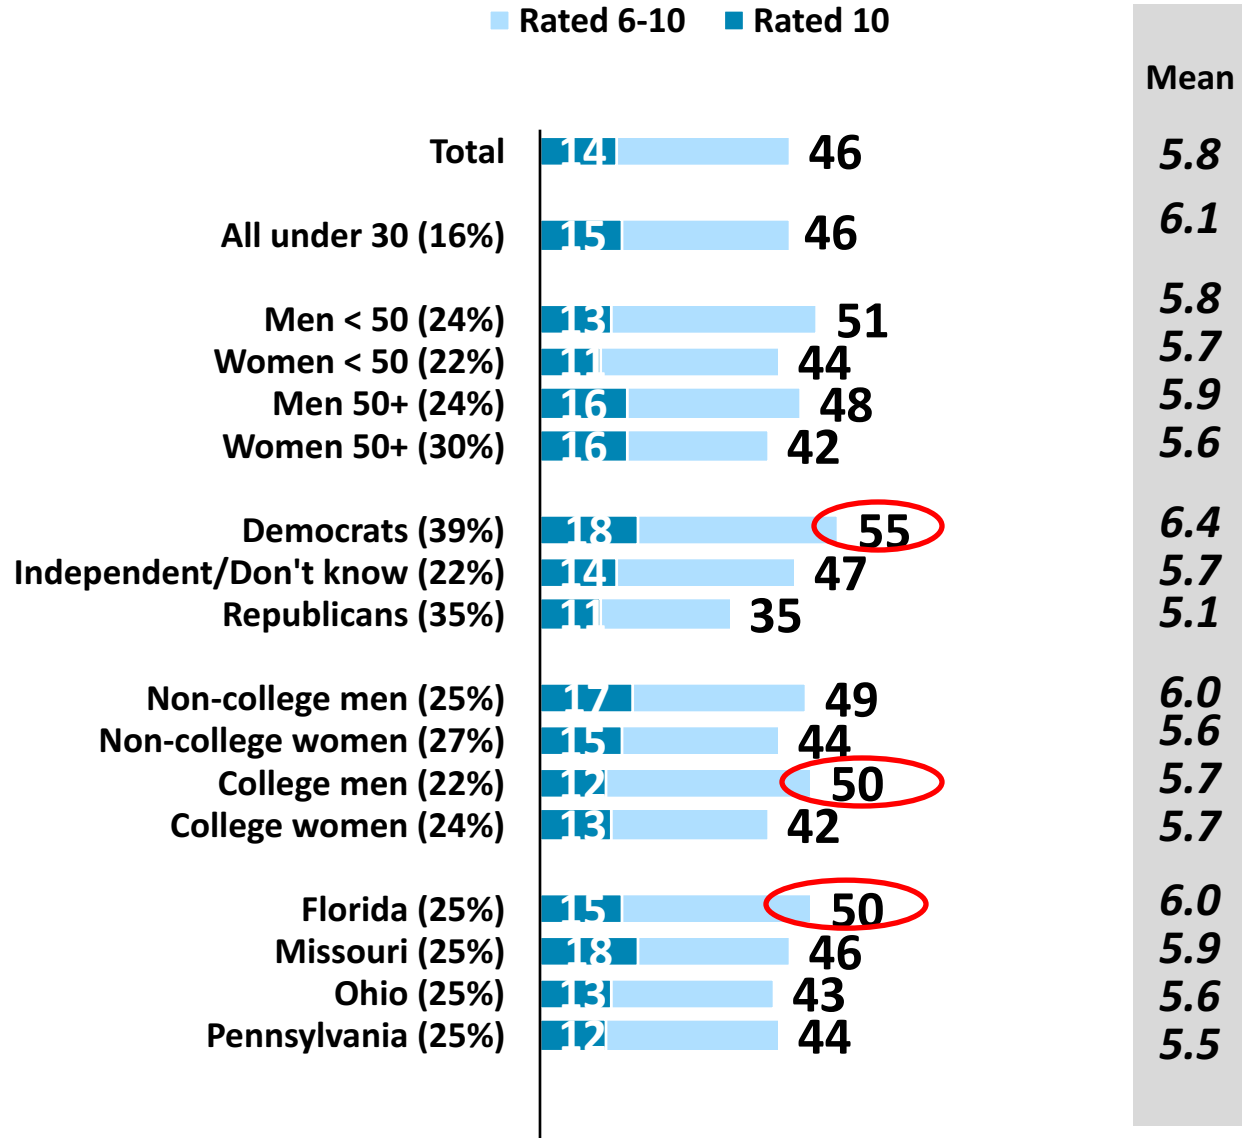 Rated 6-10 Rated 10
Mean
Total 14 46 5.8
All under 30 (16%) 15 46 6.1
Men < 50 (24%) 13 51 5.8
Women < 50 (22%) 11 44 5.7
Men 50+ (24%) 16 48 5.9
Women 50+ (30%) 16 42 5.6
Democrats (39%) 18 55 6.4
Independent/Don't know (22%) 14 47 5.7
Republicans (35%) 11 35 5.1
Non-college men (25%) 17 49 6.0
Non-college women (27%) 15 44 5.6
College men (22%) 12 50 5.7
College women (24%) 13 42 5.7
Florida (25%) 15 50 6.0
Missouri (25%) 18 46 5.9
Ohio (25%) 13 43 5.6
Pennsylvania (25%) 12 44 5.5